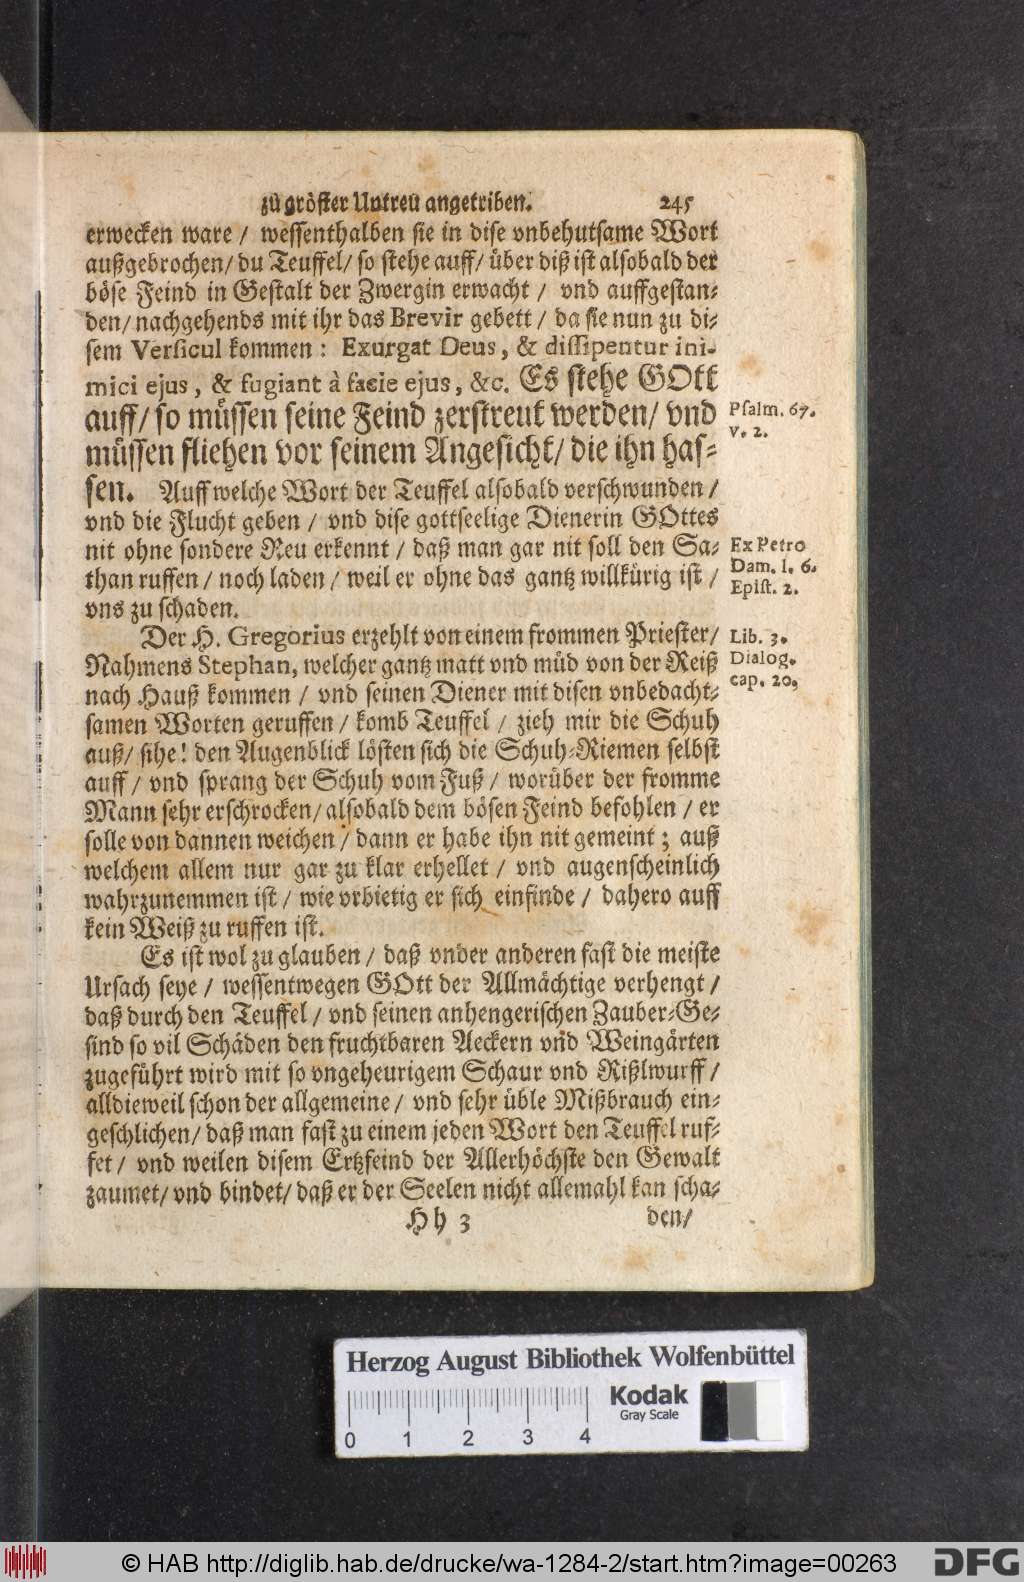 zu gröster Untreu angetriben. 245
erwecken ware / wessenthalben sie in dise vnbehutsame Wort
außgebrochen/ du Teuffel/ so stehe auff/ über diß ist alsobald der
böse Feind in Gestalt der Zwergin erwacht / vnd auffgestan-
den/ nachgehends mit ihr das Brevir gebett / da sie nun zu di-
sem Versicul kommen: Exurgat Deus, & dissipentur ini-
mici ejus, & fugiant à facie ejus, &c. Es stehe GOtt
auff/ so müssen seine Feind zerstreut werden/ vnd
müssen fliehen vor seinem Angesicht/ die ihn has-
sen. Auff welche Wort der Teuffel alsobald verschwunden /
vnd die Flucht geben / vnd dise gottseelige Dienerin GOttes
nit ohne sondere Reu erkennt / daß man gar nit soll den Sa-
than ruffen / noch laden / weil er ohne das gantz willkürig ist /
vns zu schaden.
Psalm. 67.
v. 2.
Ex Petro
Dam. l. 6.
Epist. 2.
Der H. Gregorius erzehlt von einem frommen Priester/
Nahmens Stephan, welcher gantz matt vnd müd von der Reiß
nach Hauß kommen / vnd seinen Diener mit disen vnbedacht-
samen Worten geruffen / komb Teuffel / zieh mir die Schuh
auß/ sihe! den Augenblick lösten sich die Schuh-Riemen selbst
auff / vnd sprang der Schuh vom Fuß / worüber der fromme
Mann sehr erschrocken/ alsobald dem bösen Feind befohlen / er
solle von dannen weichen / dann er habe ihn nit gemeint; auß
welchem allem nur gar zu klar erhellet / vnd augenscheinlich
wahrzunemmen ist / wie vrbietig er sich einfinde / dahero auff
kein Weiß zu ruffen ist.
Lib. 3.
Dialog.
cap. 20.
Es ist wol zu glauben / daß vnder anderen fast die meiste
Ursach seye / wessentwegen GOtt der Allmächtige verhengt /
daß durch den Teuffel / vnd seinen anhengerischen Zauber-Ge-
sind so vil Schäden den fruchtbaren Aeckern vnd Weingärten
zugeführt wird mit so vngeheurigem Schaur vnd Rißlwurff /
alldieweil schon der allgemeine / vnd sehr üble Mißbrauch ein-
geschlichen/ daß man fast zu einem jeden Wort den Teuffel ruf-
fet / vnd weilen disem Ertzfeind der Allerhöchste den Gewalt
zaumet/ vnd bindet/ daß er der Seelen nicht allemahl kan scha-
Hh 3 den/
Herzog August Bibliothek Wolfenbüttel
Kodak
Gray Scale
0 1 2 3 4
© HAB http://diglib.hab.de/drucke/wa-1284-2/start.htm?image=00263
DFG